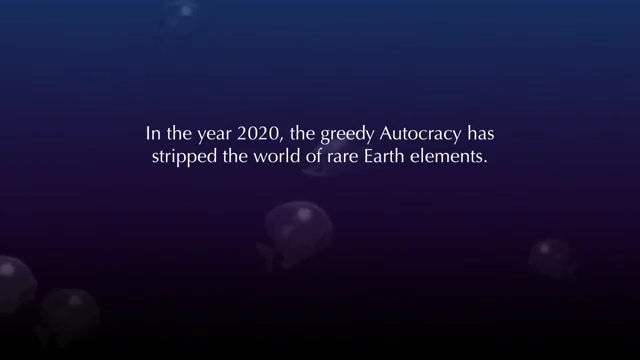 In the year 2020, the greedy Autocracy has
stripped the world of rare Earth elements.